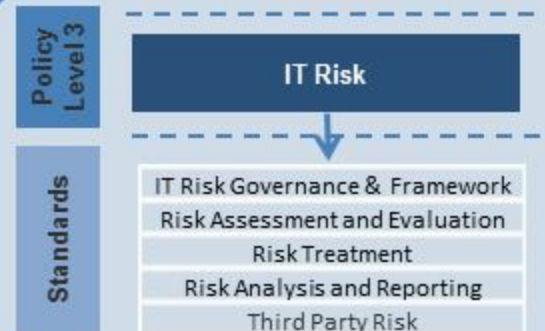 Policy
Level 3
IT Risk
Standards
IT Risk Governance & Framework
Risk Assessment and Evaluation
Risk Treatment
Risk Analysis and Reporting
Third Party Risk